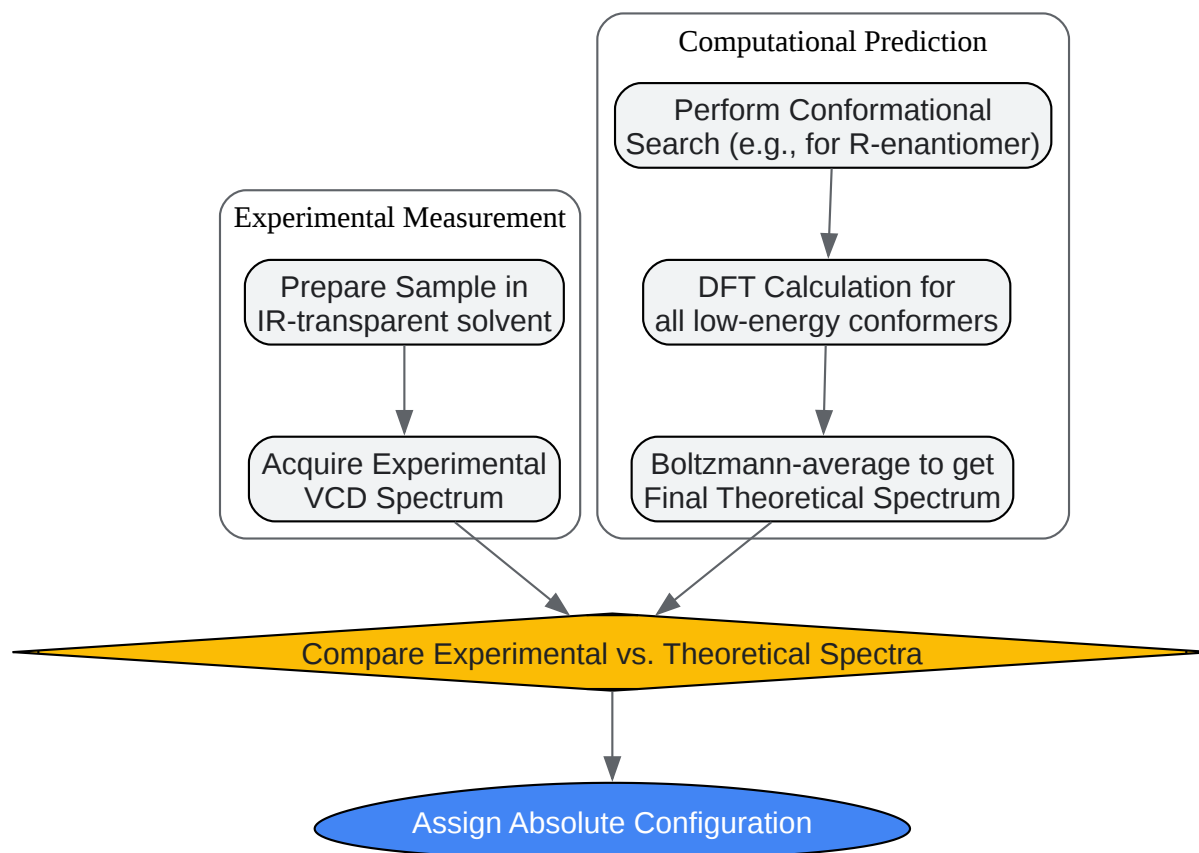 Computational Prediction
Perform Conformational
Search (e.g., for R-enantiomer)
DFT Calculation for
all low-energy conformers
Boltzmann-average to get
Final Theoretical Spectrum
Experimental Measurement
Prepare Sample in
IR-transparent solvent
Acquire Experimental
VCD Spectrum
Compare Experimental vs. Theoretical Spectra
Assign Absolute Configuration